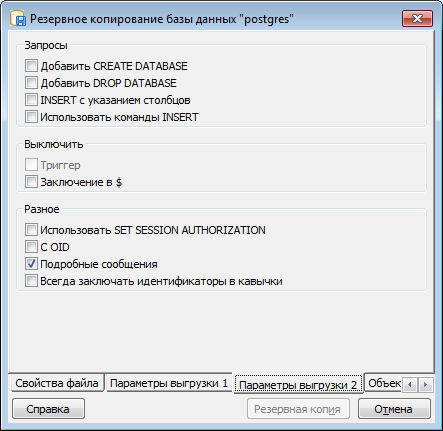 Резервное копирование базы данных "postgres"
Запросы
Добавить CREATE DATABASE
Добавить DROP DATABASE
INSERT с указанием столбцов
Использовать команды INSERT
Выключить
Триггер
Заключение в $
Разное
Использовать SET SESSION AUTHORIZATION
С OID
Подробные сообщения
Всегда заключать идентификаторы в кавычки
Свойства файла Параметры выгрузки 1 Параметры выгрузки 2 Объек
Справка Резервная копия Отмена